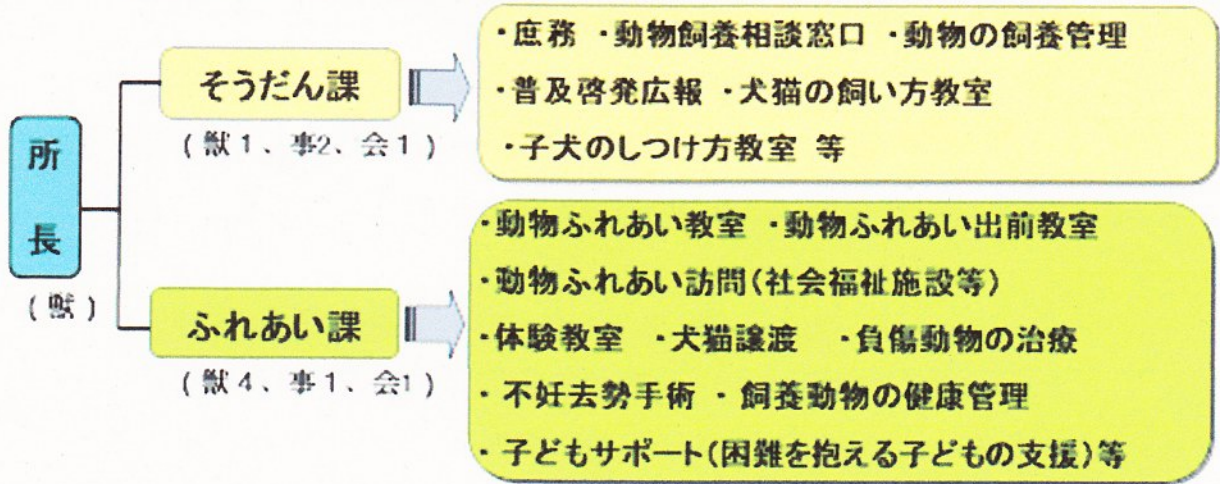 所長
(獣)
そうだん課
(獣1、事2、会1)
・庶務 ・動物飼養相談窓口 ・動物の飼養管理
・普及啓発広報 ・犬猫の飼い方教室
・子犬のしつけ方教室 等
ふれあい課
(獣4、事1、会1)
・動物ふれあい教室 ・動物ふれあい出前教室
・動物ふれあい訪問(社会福祉施設等)
・体験教室 ・犬猫譲渡 ・負傷動物の治療
・不妊去勢手術 ・飼養動物の健康管理
・子どもサポート(困難を抱える子どもの支援)等